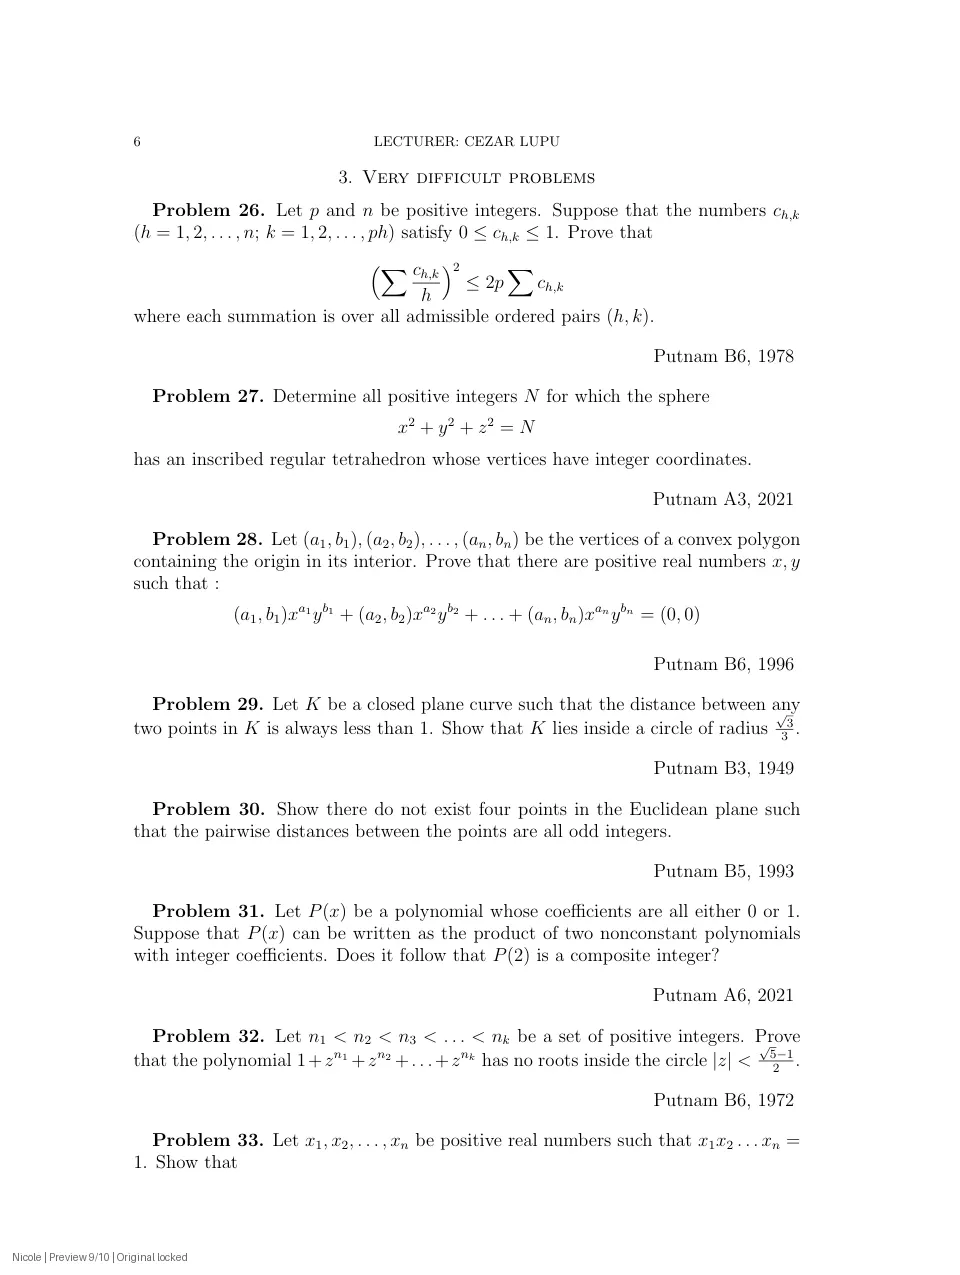 6 LECTURER: CEZAR LUPU
3. VERY DIFFICULT PROBLEMS
Problem 26. Let p and n be positive integers. Suppose that the numbers c_{h,k}
(h = 1, 2, . . . , n; k = 1, 2, . . . , ph) satisfy 0 ≤ c_{h,k} ≤ 1. Prove that
(∑ c_{h,k}/h)^2 ≤ 2p ∑ c_{h,k}
where each summation is over all admissible ordered pairs (h, k).
Putnam B6, 1978
Problem 27. Determine all positive integers N for which the sphere
x^2 + y^2 + z^2 = N
has an inscribed regular tetrahedron whose vertices have integer coordinates.
Putnam A3, 2021
Problem 28. Let (a_1, b_1), (a_2, b_2), . . . , (a_n, b_n) be the vertices of a convex polygon
containing the origin in its interior. Prove that there are positive real numbers x, y
such that :
(a_1, b_1)x^{a_1}y^{b_1} + (a_2, b_2)x^{a_2}y^{b_2} + . . . + (a_n, b_n)x^{a_n}y^{b_n} = (0, 0)
Putnam B6, 1996
Problem 29. Let K be a closed plane curve such that the distance between any
two points in K is always less than 1. Show that K lies inside a circle of radius √3/3.
Putnam B3, 1949
Problem 30. Show there do not exist four points in the Euclidean plane such
that the pairwise distances between the points are all odd integers.
Putnam B5, 1993
Problem 31. Let P(x) be a polynomial whose coefficients are all either 0 or 1.
Suppose that P(x) can be written as the product of two nonconstant polynomials
with integer coefficients. Does it follow that P(2) is a composite integer?
Putnam A6, 2021
Problem 32. Let n_1 < n_2 < n_3 < . . . < n_k be a set of positive integers. Prove
that the polynomial 1 + z^{n_1} + z^{n_2} + . . . + z^{n_k} has no roots inside the circle |z| < (√5−1)/2.
Putnam B6, 1972
Problem 33. Let x_1, x_2, . . . , x_n be positive real numbers such that x_1x_2 . . . x_n =
1. Show that
Nicole | Preview 9/10 | Original locked